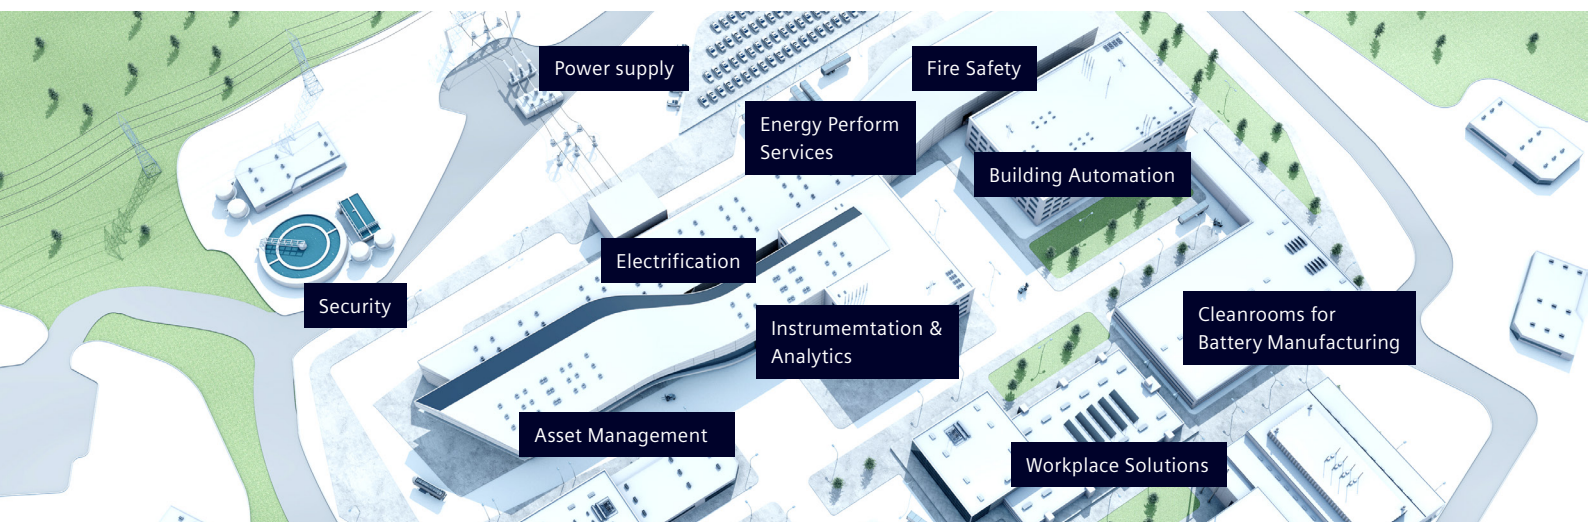 Power supply
Fire Safety
Energy Perform
Services
Building Automation
Electrification
Security
Instrumemtation &
Analytics
Cleanrooms for
Battery Manufacturing
Asset Management
Workplace Solutions